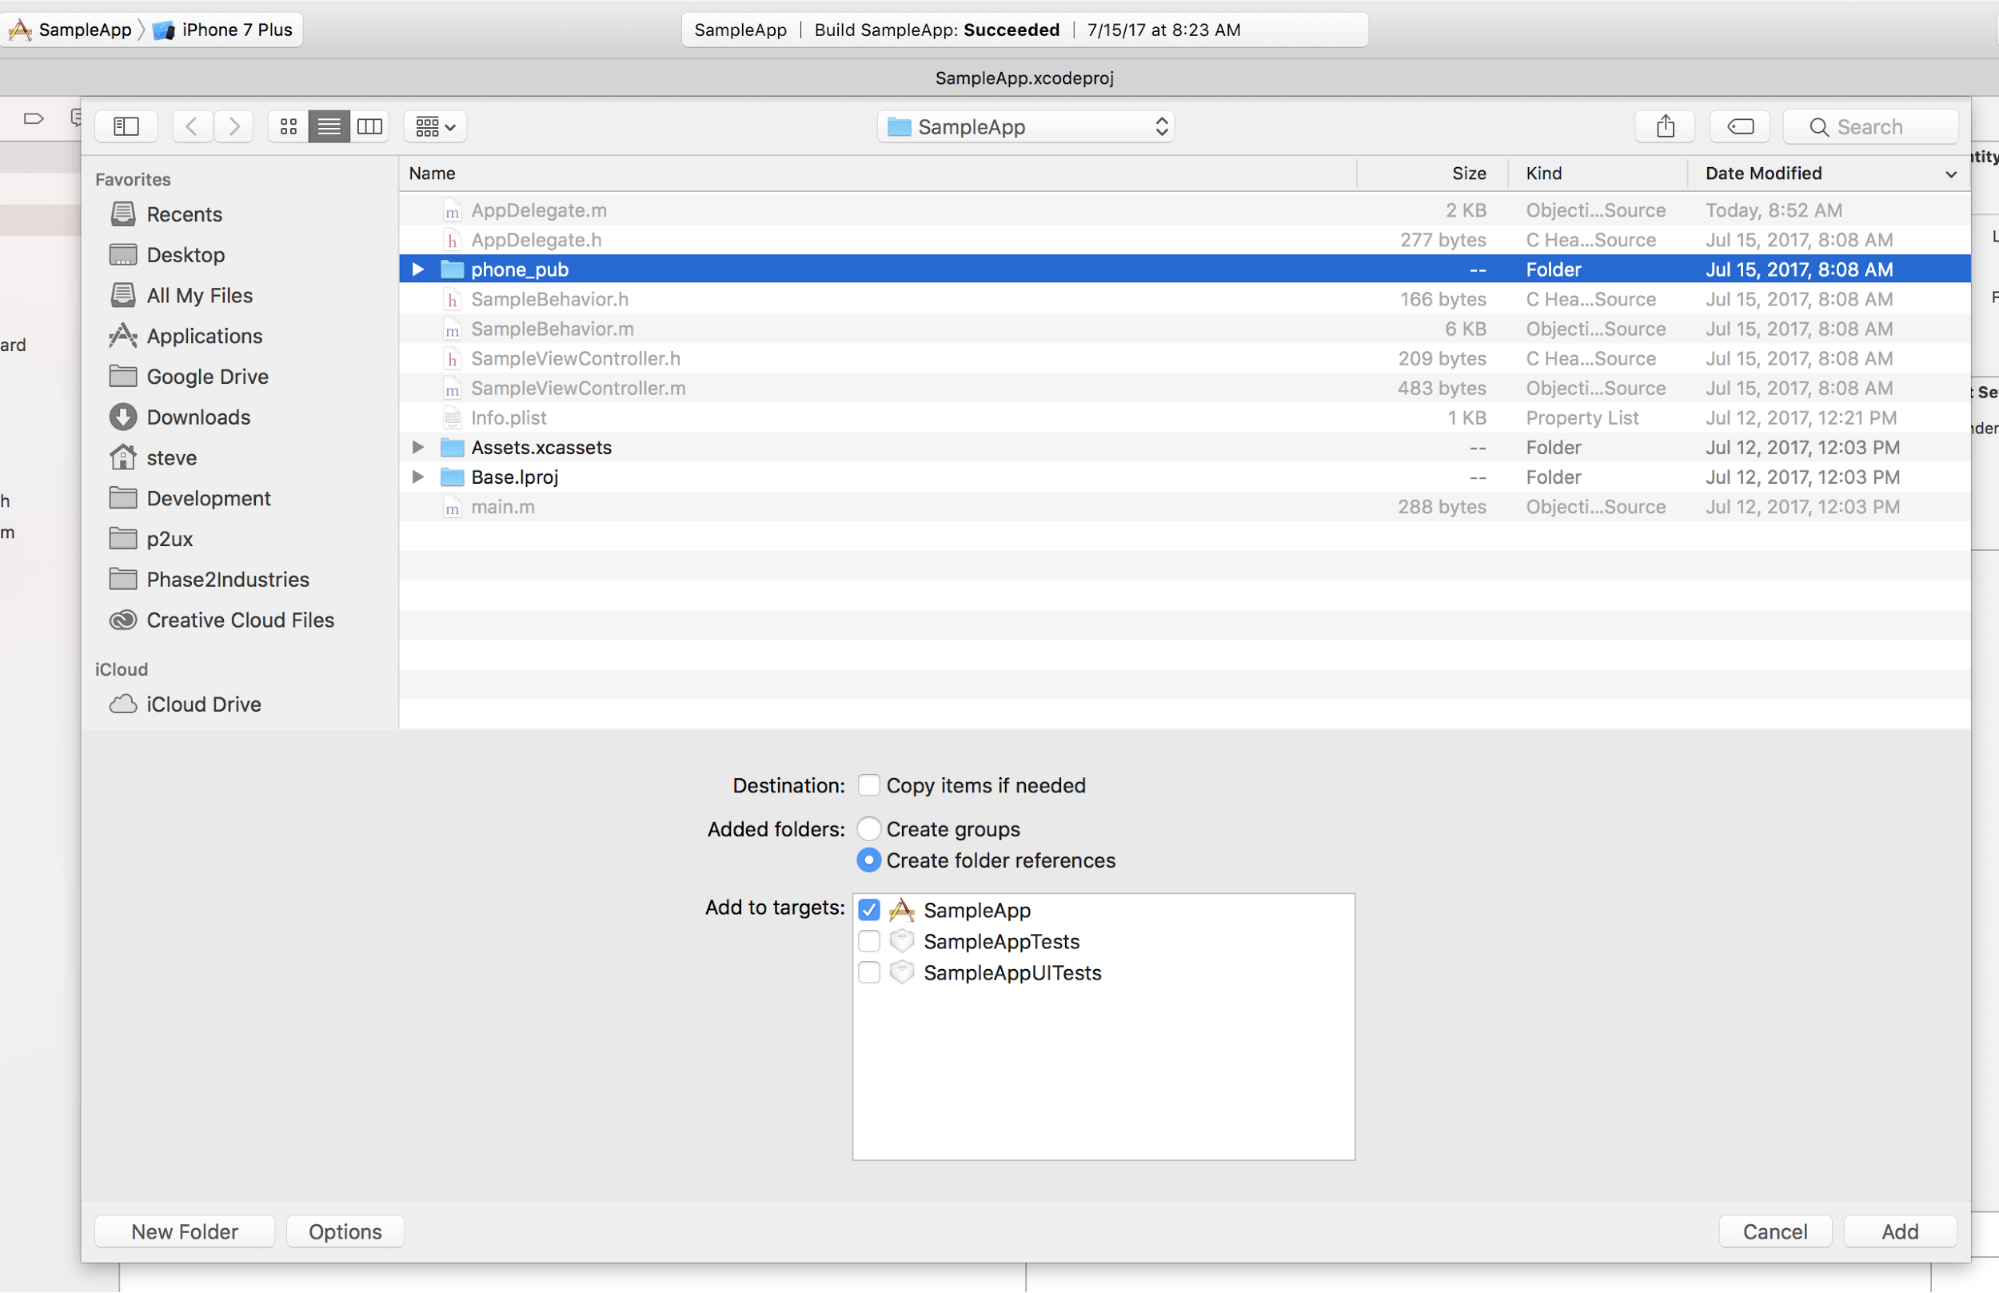 SampleApp
iPhone 7 Plus
SampleApp | Build SampleApp: Succeeded | 7/15/17 at 8:23 AM
SampleApp.xcodeproj
SampleApp
Search
Favorites
Recents
Desktop
All My Files
Applications
Google Drive
Downloads
steve
Development
p2ux
Phase2Industries
Creative Cloud Files
iCloud
iCloud Drive
ard
h
m
Name Size Kind Date Modified
m AppDelegate.m 2 KB Objecti...Source Today, 8:52 AM
h AppDelegate.h 277 bytes C Hea...Source Jul 15, 2017, 8:08 AM
phone_pub -- Folder Jul 15, 2017, 8:08 AM
h SampleBehavior.h 166 bytes C Hea...Source Jul 15, 2017, 8:08 AM
m SampleBehavior.m 6 KB Objecti...Source Jul 15, 2017, 8:08 AM
h SampleViewController.h 209 bytes C Hea...Source Jul 15, 2017, 8:08 AM
m SampleViewController.m 483 bytes Objecti...Source Jul 15, 2017, 8:08 AM
Info.plist 1 KB Property List Jul 12, 2017, 12:21 PM
Assets.xcassets -- Folder Jul 12, 2017, 12:03 PM
Base.lproj -- Folder Jul 12, 2017, 12:03 PM
m main.m 288 bytes Objecti...Source Jul 12, 2017, 12:03 PM
Destination: Copy items if needed
Added folders: Create groups
Create folder references
Add to targets: SampleApp
SampleAppTests
SampleAppUITests
New Folder Options Cancel Add